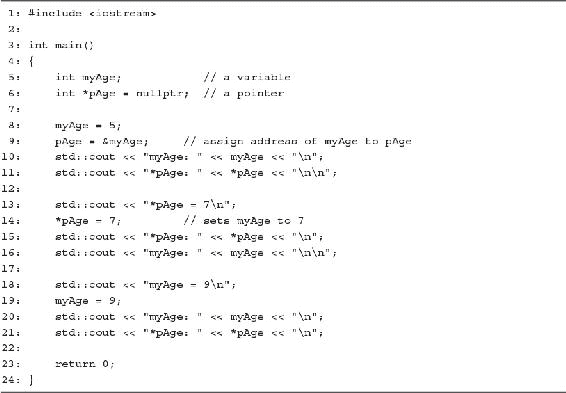 1: #include <iostream>
2:
3: int main()
4: {
5:     int myAge;             // a variable
6:     int *pAge = nullptr;  // a pointer
7:
8:     myAge = 5;
9:     pAge = &myAge;     // assign address of myAge to pAge
10:     std::cout << "myAge: " << myAge << "\n";
11:     std::cout << "*pAge: " << *pAge << "\n\n";
12:
13:     std::cout << "*pAge = 7\n";
14:     *pAge = 7;         // sets myAge to 7
15:     std::cout << "*pAge: " << *pAge << "\n";
16:     std::cout << "myAge: " << myAge << "\n\n";
17:
18:     std::cout << "myAge = 9\n";
19:     myAge = 9;
20:     std::cout << "myAge: " << myAge << "\n";
21:     std::cout << "*pAge: " << *pAge << "\n";
22:
23:     return 0;
24: }